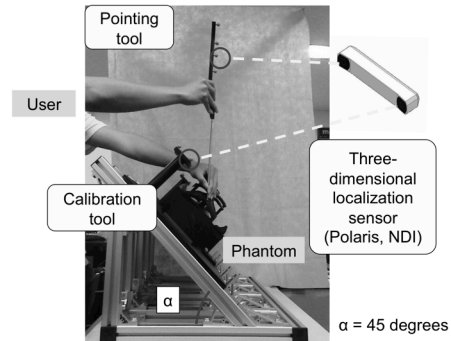 Pointing
tool
User
Calibration
tool
Three-
dimensional
localization
sensor
(Polaris, NDI)
Phantom
α
α = 45 degrees